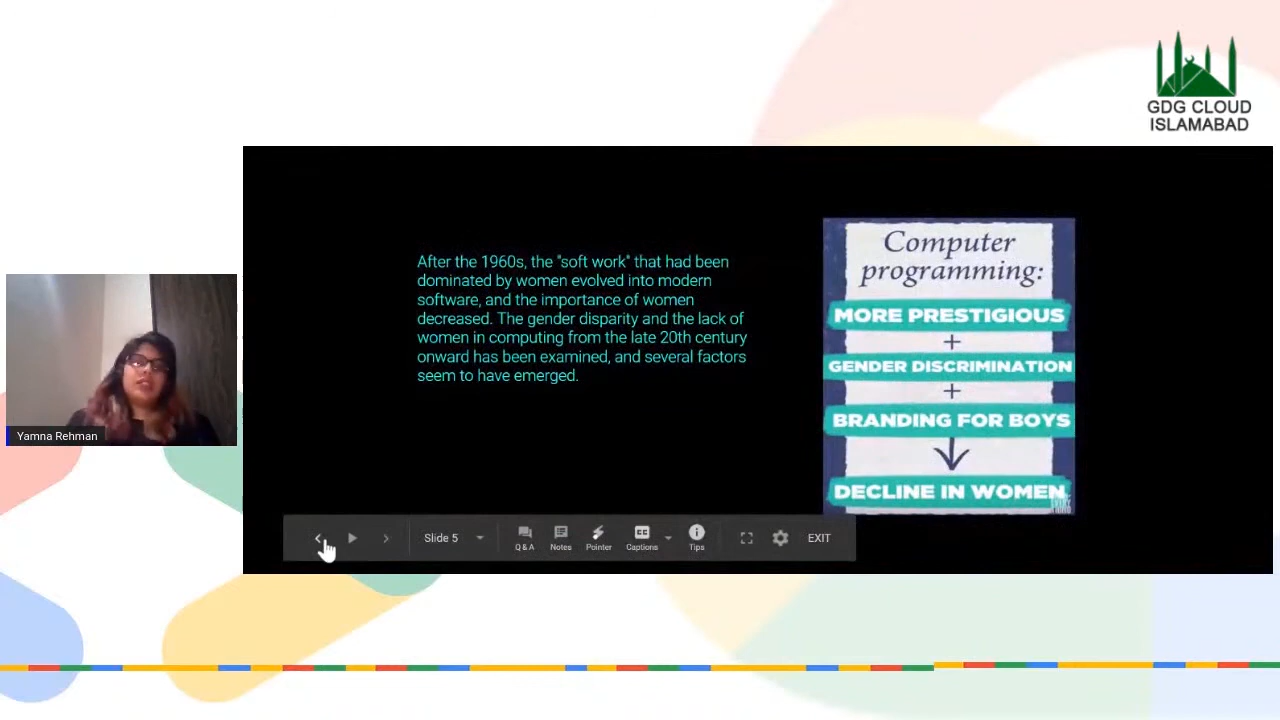 GDG CLOUD
ISLAMABAD
After the 1960s, the "soft work" that had been
dominated by women evolved into modern
software, and the importance of women
decreased. The gender disparity and the lack of
women in computing from the late 20th century
onward has been examined, and several factors
seem to have emerged.
Computer
programming:
MORE PRESTIGIOUS
+
GENDER DISCRIMINATION
+
BRANDING FOR BOYS
DECLINE IN WOMEN
Yamna Rehman
Slide 5
Q & A
Notes
Pointer
CC
Captions
Tips
EXIT